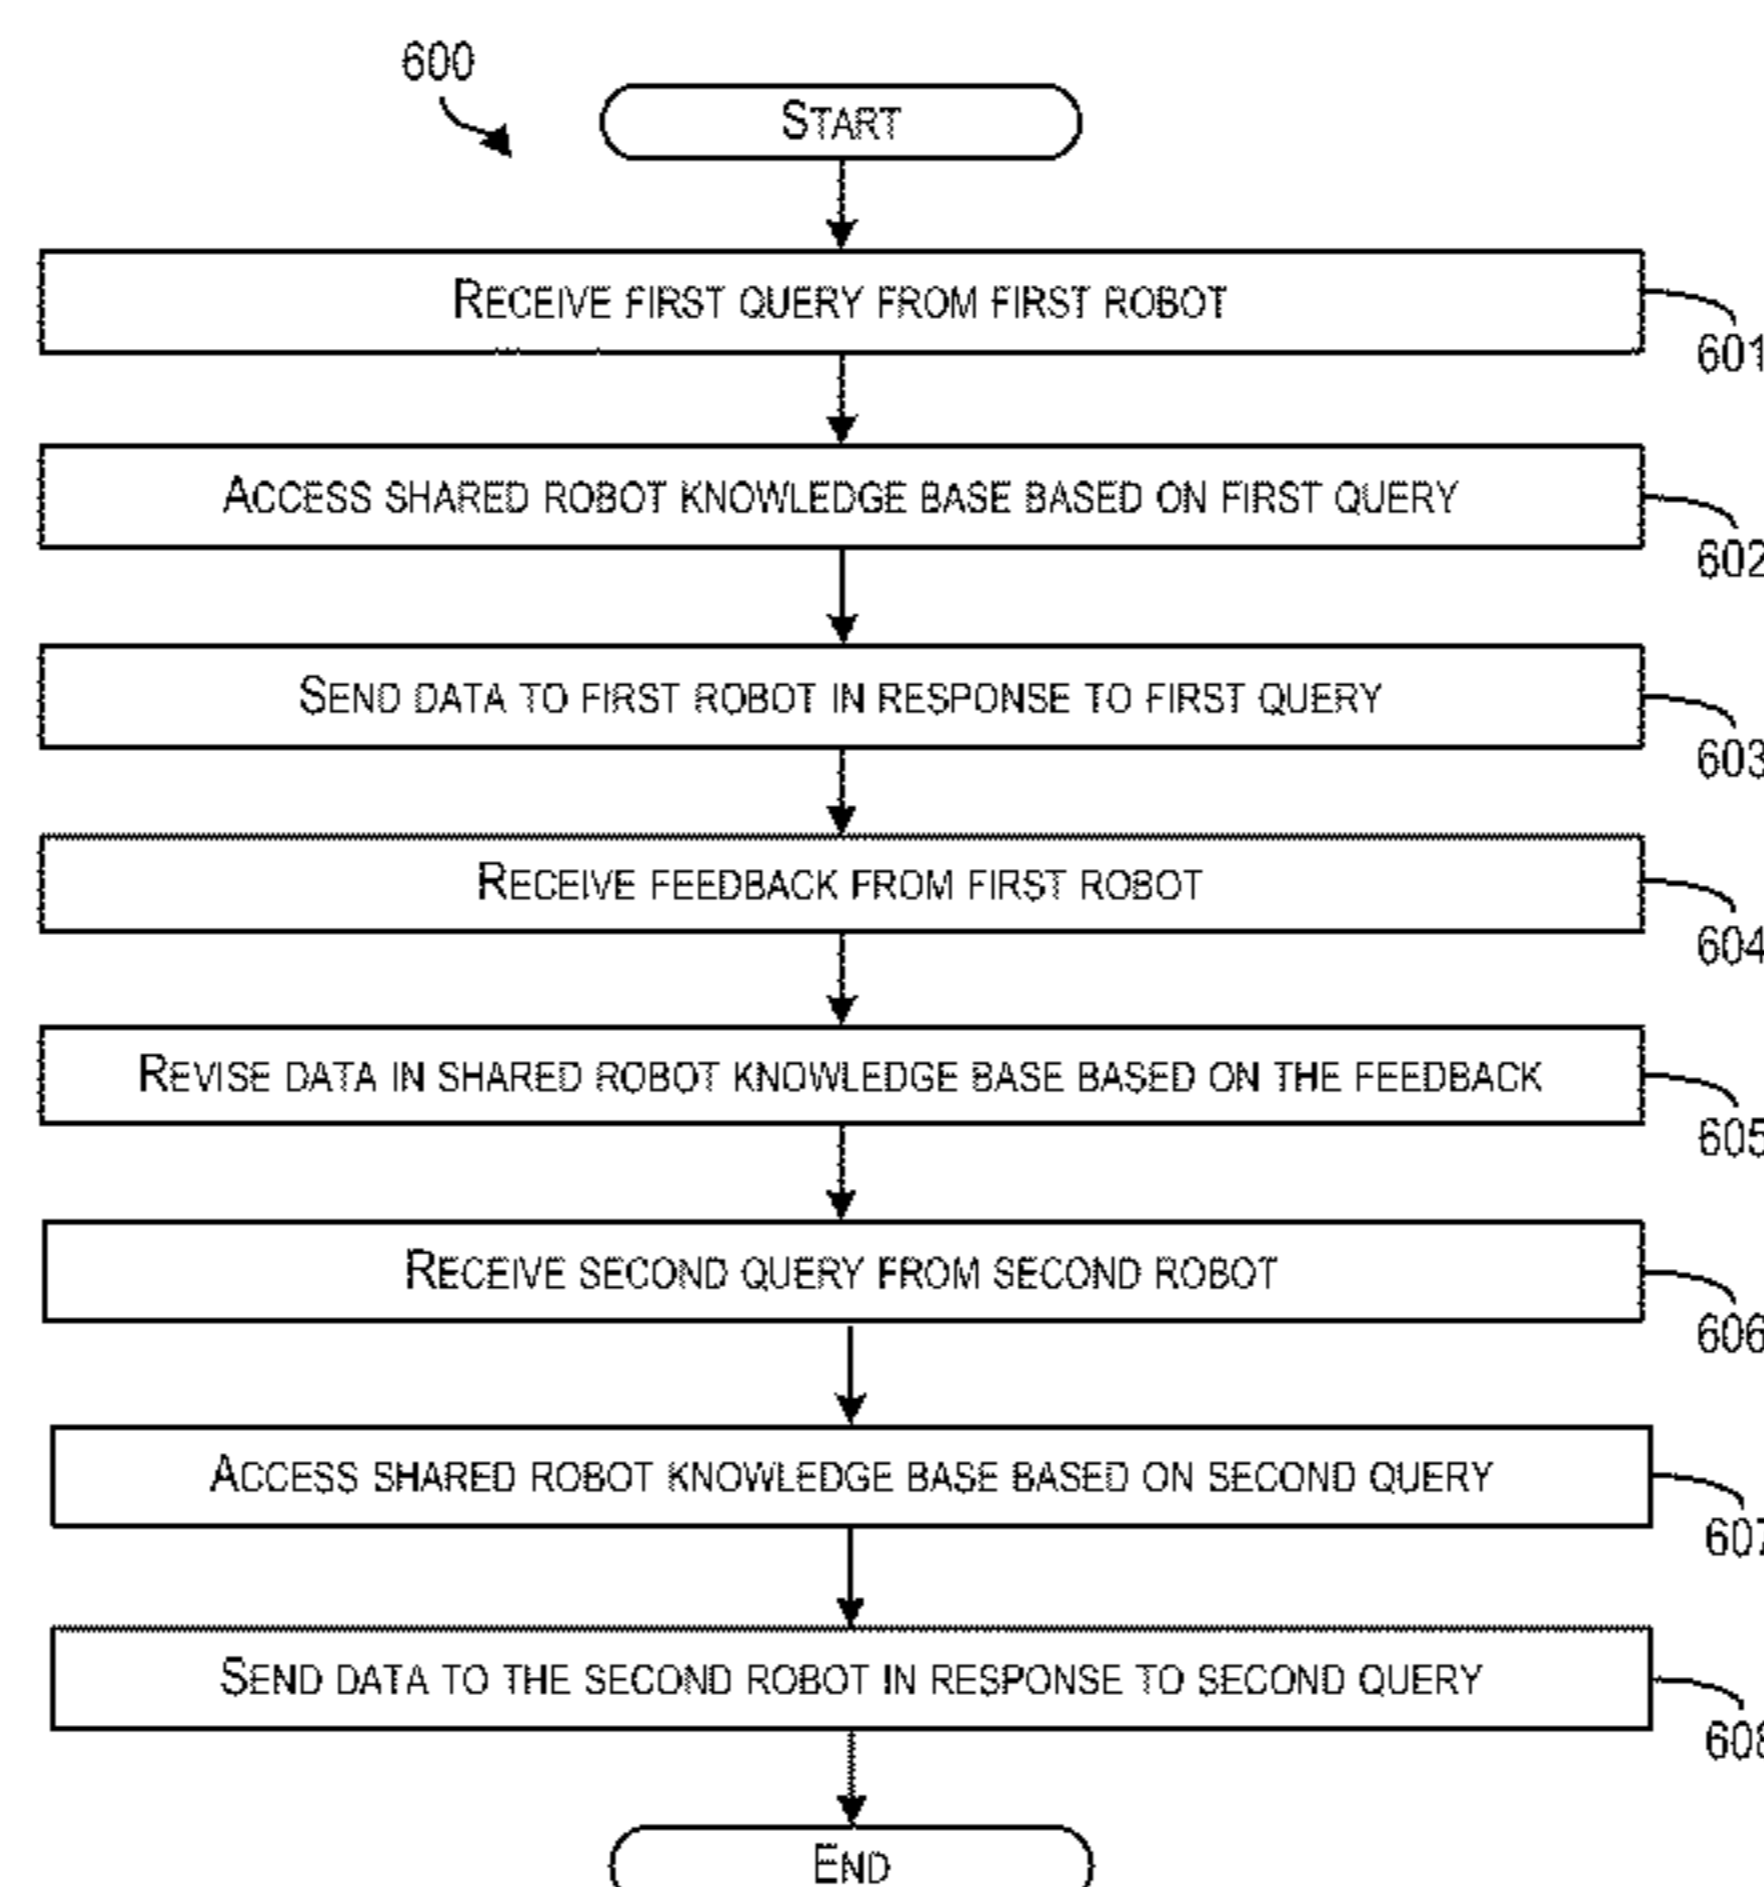 600
START
RECEIVE FIRST QUERY FROM FIRST ROBOT
601
ACCESS SHARED ROBOT KNOWLEDGE BASE BASED ON FIRST QUERY
602
SEND DATA TO FIRST ROBOT IN RESPONSE TO FIRST QUERY
603
RECEIVE FEEDBACK FROM FIRST ROBOT
604
REVISE DATA IN SHARED ROBOT KNOWLEDGE BASE BASED ON THE FEEDBACK
605
RECEIVE SECOND QUERY FROM SECOND ROBOT
606
ACCESS SHARED ROBOT KNOWLEDGE BASE BASED ON SECOND QUERY
607
SEND DATA TO THE SECOND ROBOT IN RESPONSE TO SECOND QUERY
608
END